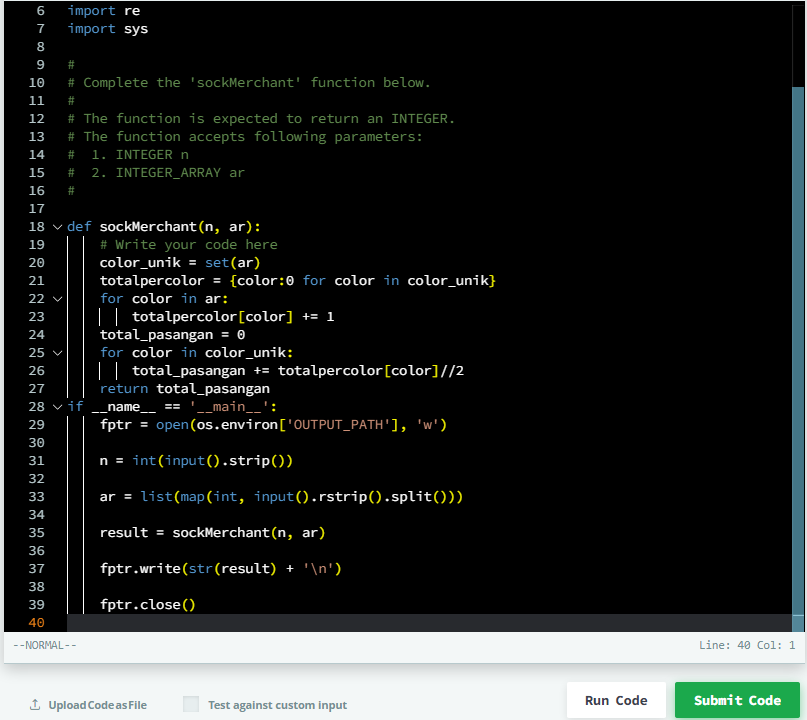 6 import re
7 import sys
8
9 #
10 # Complete the 'sockMerchant' function below.
11 #
12 # The function is expected to return an INTEGER.
13 # The function accepts following parameters:
14 #  1. INTEGER n
15 #  2. INTEGER_ARRAY ar
16 #
17
18 def sockMerchant(n, ar):
19     # Write your code here
20     color_unik = set(ar)
21     totalpercolor = {color:0 for color in color_unik}
22     for color in ar:
23         totalpercolor[color] += 1
24     total_pasangan = 0
25     for color in color_unik:
26         total_pasangan += totalpercolor[color]//2
27     return total_pasangan
28 if __name__ == '__main__':
29     fptr = open(os.environ['OUTPUT_PATH'], 'w')
30
31     n = int(input().strip())
32
33     ar = list(map(int, input().rstrip().split()))
34
35     result = sockMerchant(n, ar)
36
37     fptr.write(str(result) + '\n')
38
39     fptr.close()
40
--NORMAL-- Line: 40 Col: 1
Upload Code as File Test against custom input Run Code Submit Code